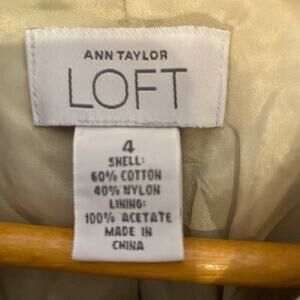 ANN TAYLOR
LOFT
4
SHELL:
60% COTTON
40% NYLON
LINING:
100% ACETATE
MADE IN
CHINA